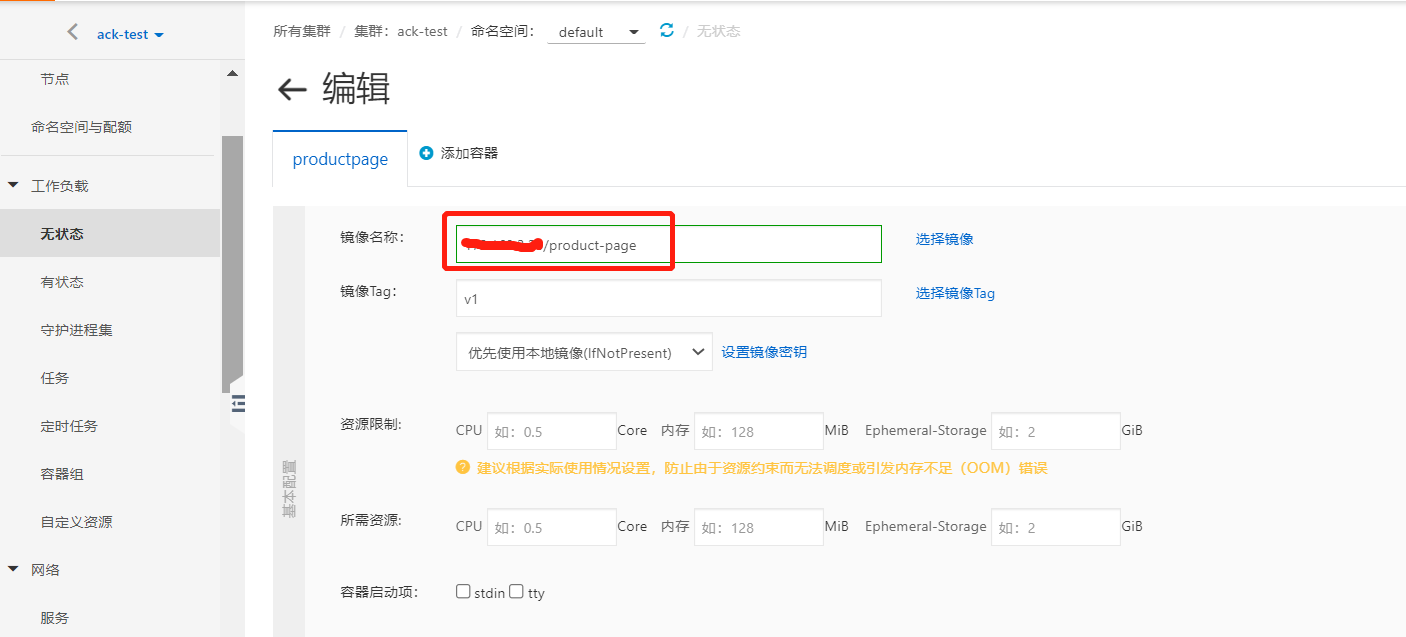 ack-test
节点
命名空间与配额
工作负载
无状态
有状态
守护进程集
任务
定时任务
容器组
自定义资源
网络
服务
所有集群 / 集群：ack-test / 命名空间： default / 无状态
编辑
productpage 添加容器
基本配置
镜像名称： /product-page 选择镜像
镜像Tag： v1 选择镜像Tag
优先使用本地镜像(IfNotPresent) 设置镜像密钥
资源限制: CPU 如：0.5 Core 内存 如：128 MiB Ephemeral-Storage 如：2 GiB
建议根据实际使用情况设置，防止由于资源约束而无法调度或引发内存不足（OOM）错误
所需资源: CPU 如：0.5 Core 内存 如：128 MiB Ephemeral-Storage 如：2 GiB
容器启动项： stdin tty